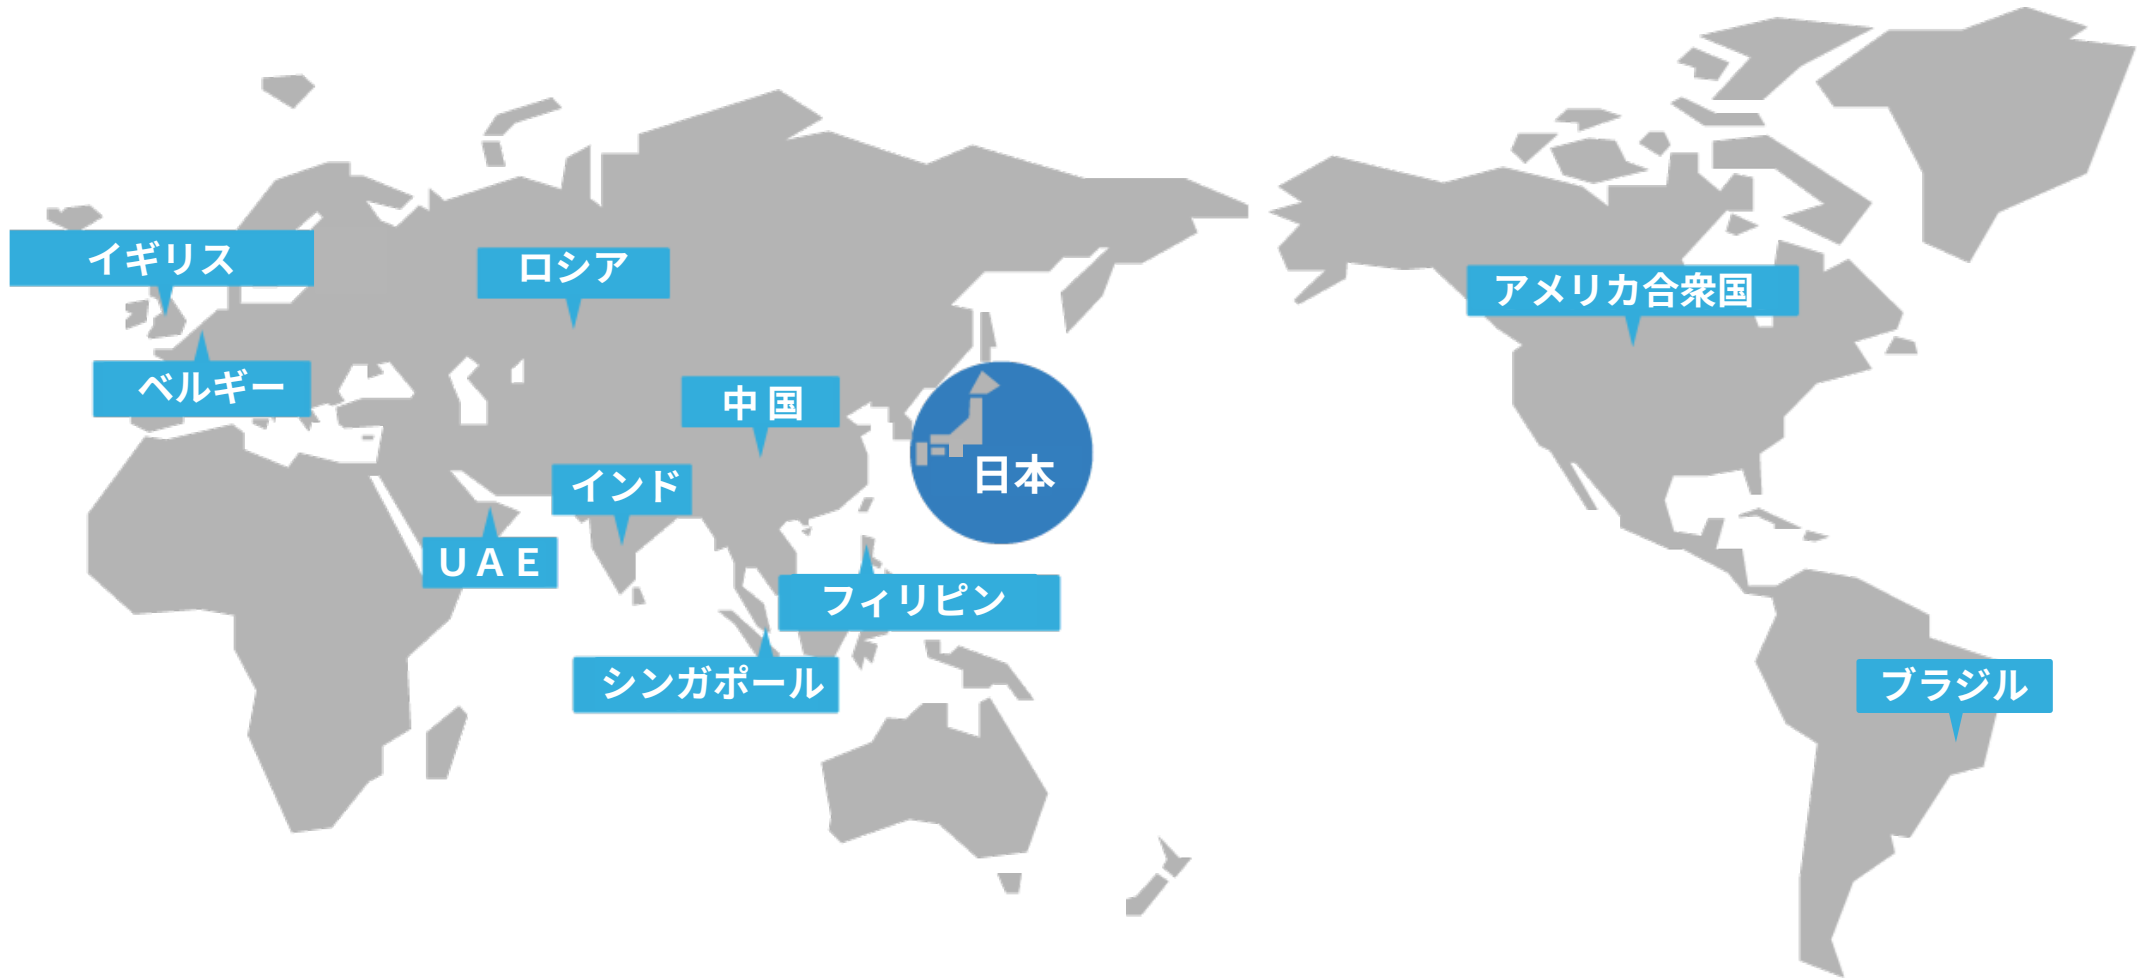 イギリス
ロシア
アメリカ合衆国
ベルギー
中国
日本
インド
ＵＡＥ
フィリピン
シンガポール
ブラジル